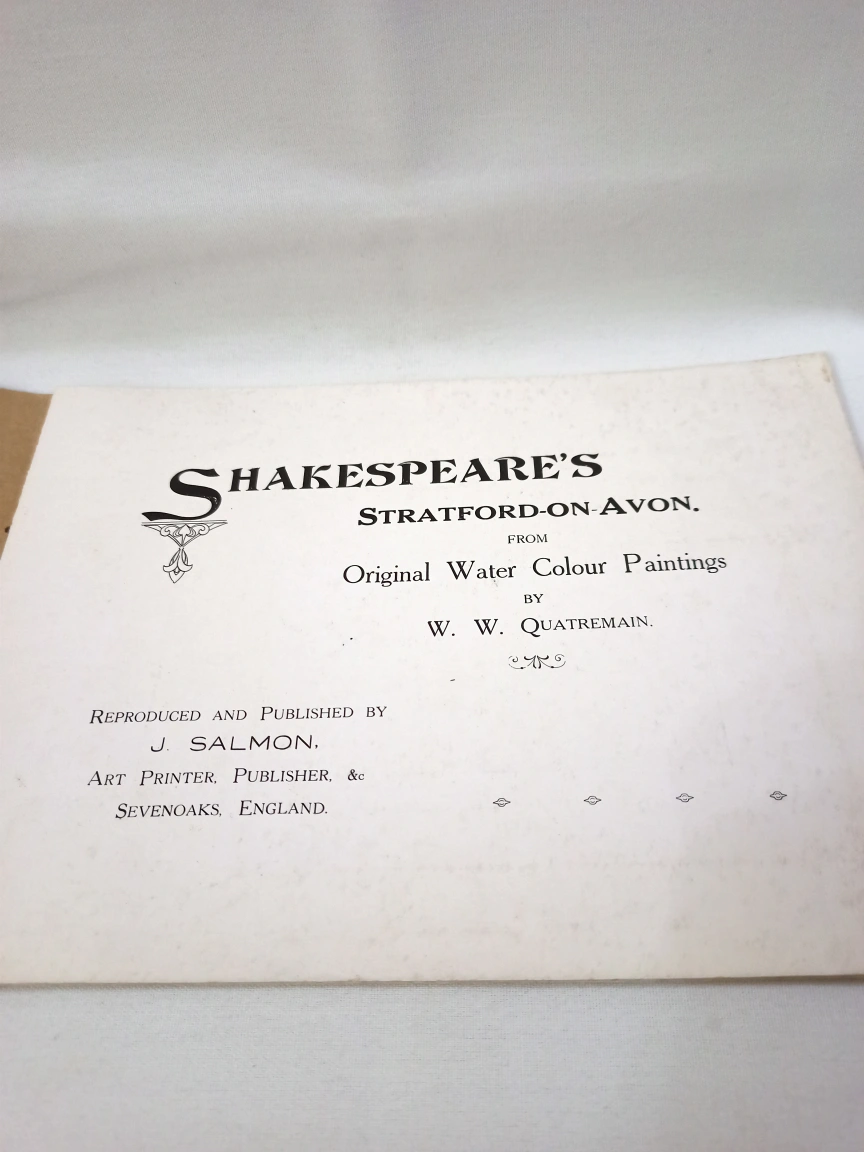 SHAKESPEARE'S
STRATFORD-ON-AVON.
FROM
Original Water Colour Paintings
BY
W. W. QUATREMAIN.
REPRODUCED AND PUBLISHED BY
J. SALMON,
ART PRINTER, PUBLISHER, &c
SEVENOAKS, ENGLAND.